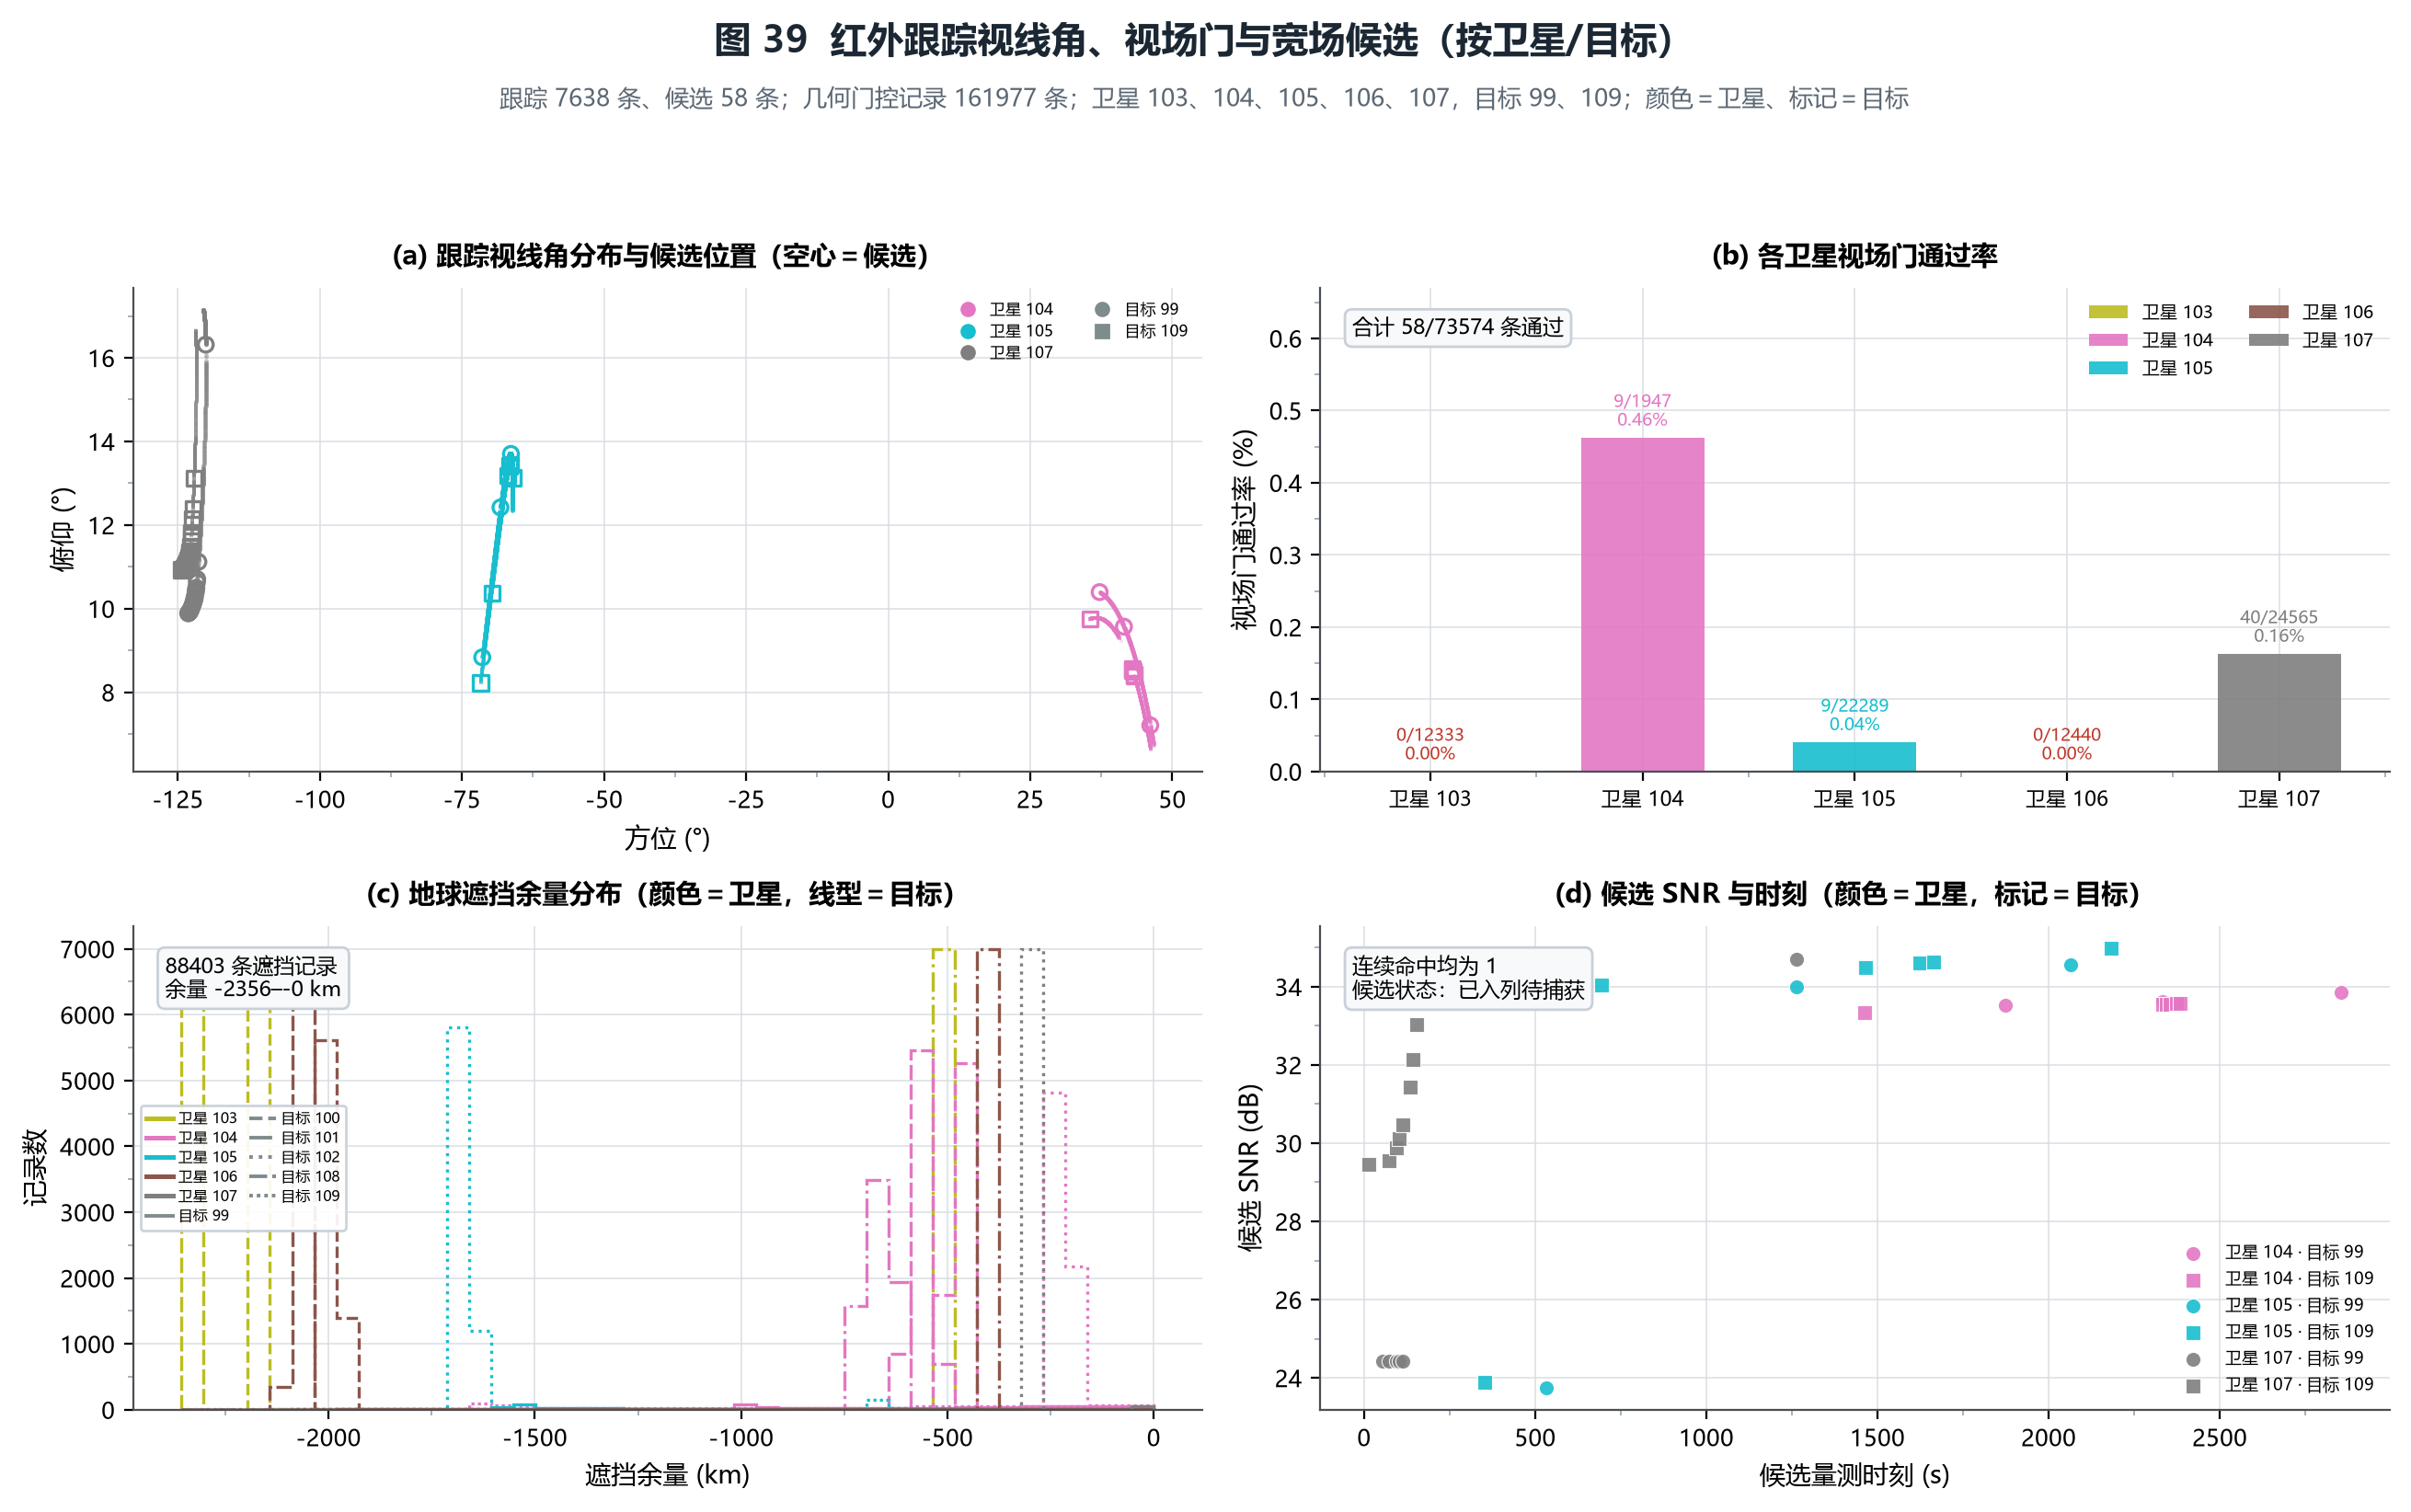 图 39 红外跟踪视线角、视场门与宽场候选（按卫星/目标）
跟踪 7638 条、候选 58 条；几何门控记录 161977 条；卫星 103、104、105、106、107，目标 99、109；颜色＝卫星、标记＝目标
(a) 跟踪视线角分布与候选位置（空心＝候选）
卫星 104
卫星 105
卫星 107
目标 99
目标 109
俯仰 (°)
16
14
12
10
8
-125
-100
-75
-50
-25
0
25
50
方位 (°)
(b) 各卫星视场门通过率
合计 58/73574 条通过
卫星 103
卫星 104
卫星 105
卫星 106
卫星 107
视场门通过率 (%)
0.6
0.5
0.4
0.3
0.2
0.1
0.0
0/12333
0.00%
9/1947
0.46%
9/22289
0.04%
0/12440
0.00%
40/24565
0.16%
卫星 103
卫星 104
卫星 105
卫星 106
卫星 107
(c) 地球遮挡余量分布（颜色＝卫星，线型＝目标）
88403 条遮挡记录
余量 -2356–-0 km
卫星 103
卫星 104
卫星 105
卫星 106
卫星 107
目标 99
目标 100
目标 101
目标 102
目标 108
目标 109
记录数
7000
6000
5000
4000
3000
2000
1000
0
-2000
-1500
-1000
-500
0
遮挡余量 (km)
(d) 候选 SNR 与时刻（颜色＝卫星，标记＝目标）
连续命中均为 1
候选状态：已入列待捕获
候选 SNR (dB)
34
32
30
28
26
24
卫星 104 · 目标 99
卫星 104 · 目标 109
卫星 105 · 目标 99
卫星 105 · 目标 109
卫星 107 · 目标 99
卫星 107 · 目标 109
0
500
1000
1500
2000
2500
候选量测时刻 (s)